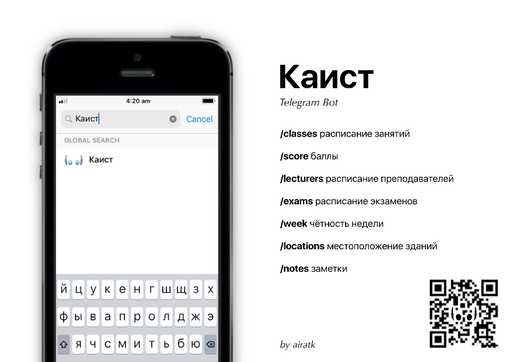 4:20 am
Каист
Cancel
GLOBAL SEARCH
Каист
й ц у к е н г ш щ з х
ф ы в а п р о л д ж э
я ч с м и т ь б ю
Каист
Telegram Bot
/classes расписание занятий
/score баллы
/lecturers расписание преподавателей
/exams расписание экзаменов
/week чётность недели
/locations местоположение зданий
/notes заметки
by airatk